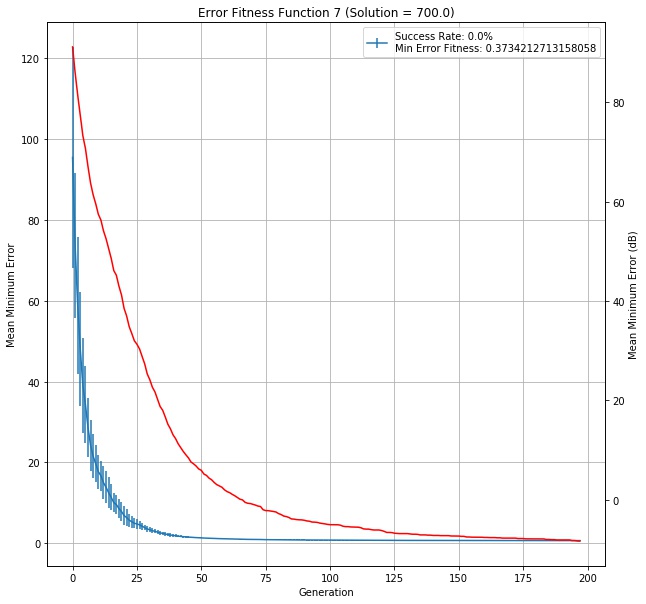 Error Fitness Function 7 (Solution = 700.0)
Success Rate: 0.0%
Min Error Fitness: 0.3734212713158058
Mean Minimum Error
120
100
80
60
40
20
0
80
60
40
20
0
Mean Minimum Error (dB)
0 25 50 75 100 125 150 175 200
Generation